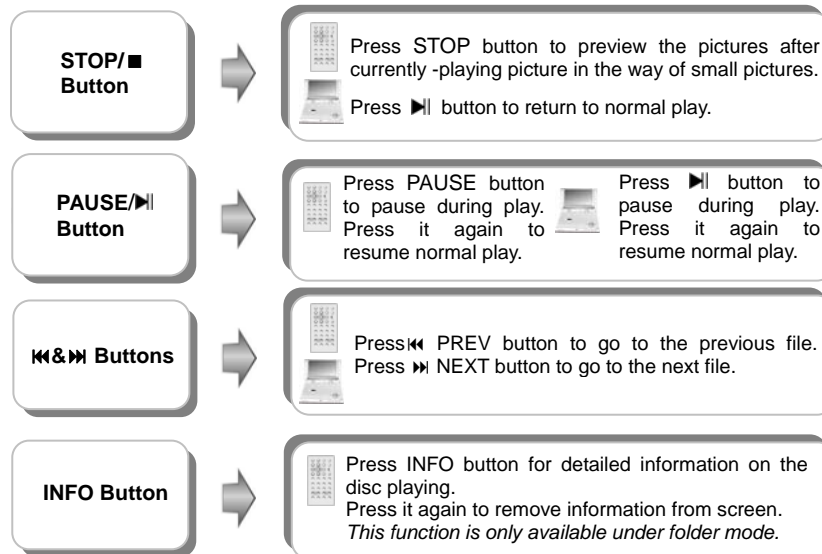 STOP/■
Button
Press STOP button to preview the pictures after
currently -playing picture in the way of small pictures.
Press ▶|| button to return to normal play.
PAUSE/▶||
Button
Press PAUSE button
to pause during play.
Press it again to
resume normal play.
Press ▶|| button to
pause during play.
Press it again to
resume normal play.
⏮&⏭ Buttons
Press⏮ PREV button to go to the previous file.
Press ⏭ NEXT button to go to the next file.
INFO Button
Press INFO button for detailed information on the
disc playing.
Press it again to remove information from screen.
This function is only available under folder mode.